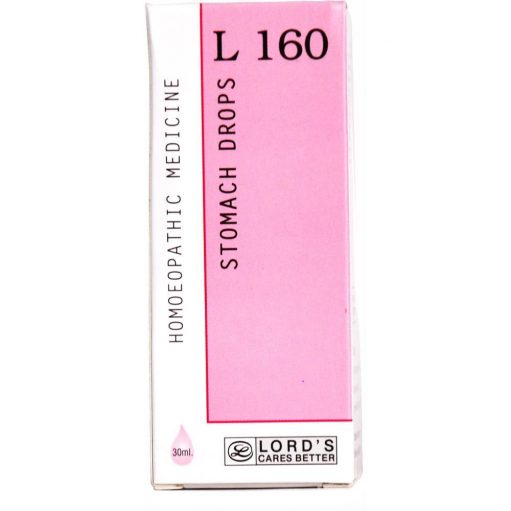 L 160
STOMACH DROPS
HOMOEOPATHIC MEDICINE
30ml.
LORD'S
CARES BETTER